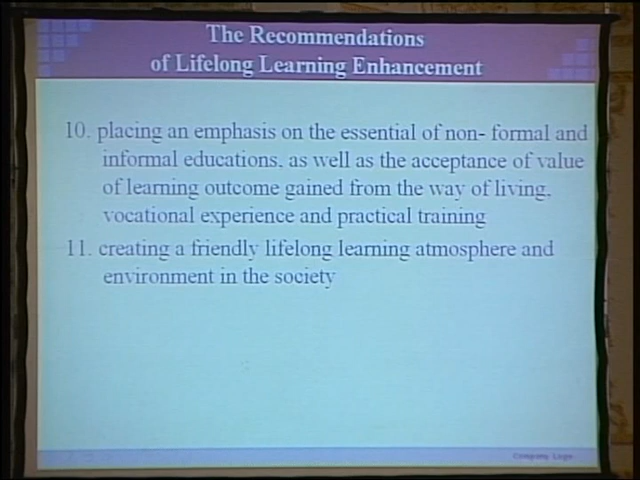 The Recommendations
of Lifelong Learning Enhancement
10. placing an emphasis on the essential of non- formal and
informal educations, as well as the acceptance of value
of learning outcome gained from the way of living,
vocational experience and practical training
11. creating a friendly lifelong learning atmosphere and
environment in the society
Company Logo